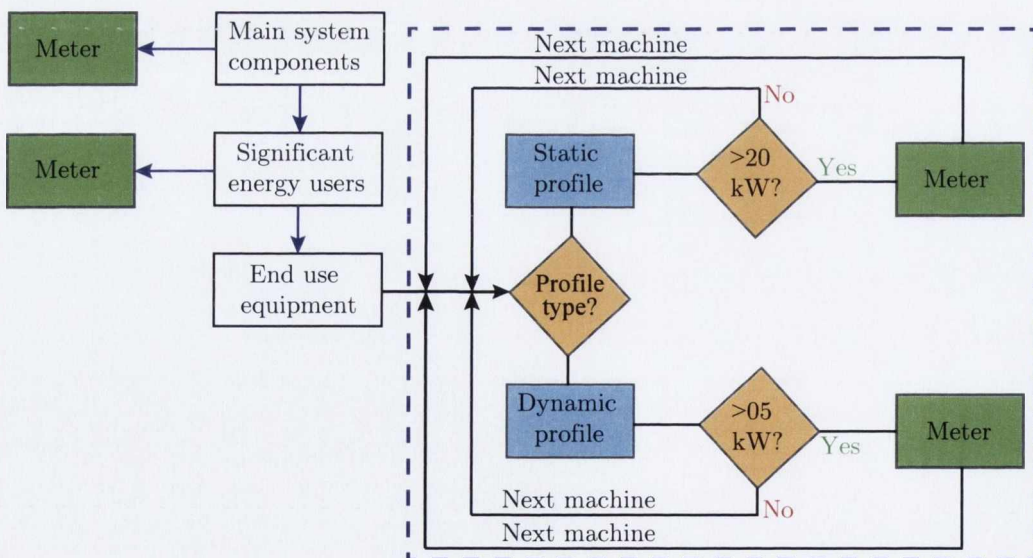 Meter
Main system
components
Meter
Significant
energy users
End use
equipment
Next machine
Next machine
No
Static
profile
>20
kW?
Yes
Meter
Profile
type?
Dynamic
profile
>05
kW?
Yes
Meter
Next machine
No
Next machine